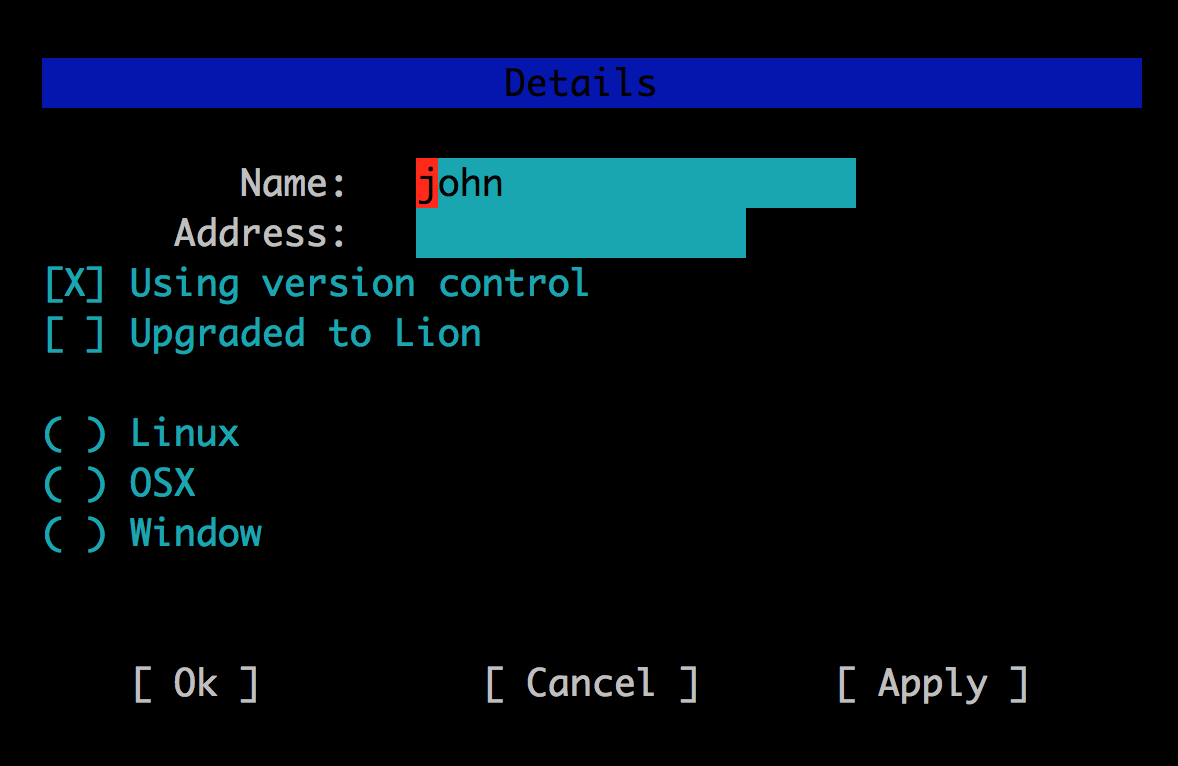 Details
Name: john
Address:
[X] Using version control
[ ] Upgraded to Lion
( ) Linux
( ) OSX
( ) Window
[ Ok ] [ Cancel ] [ Apply ]